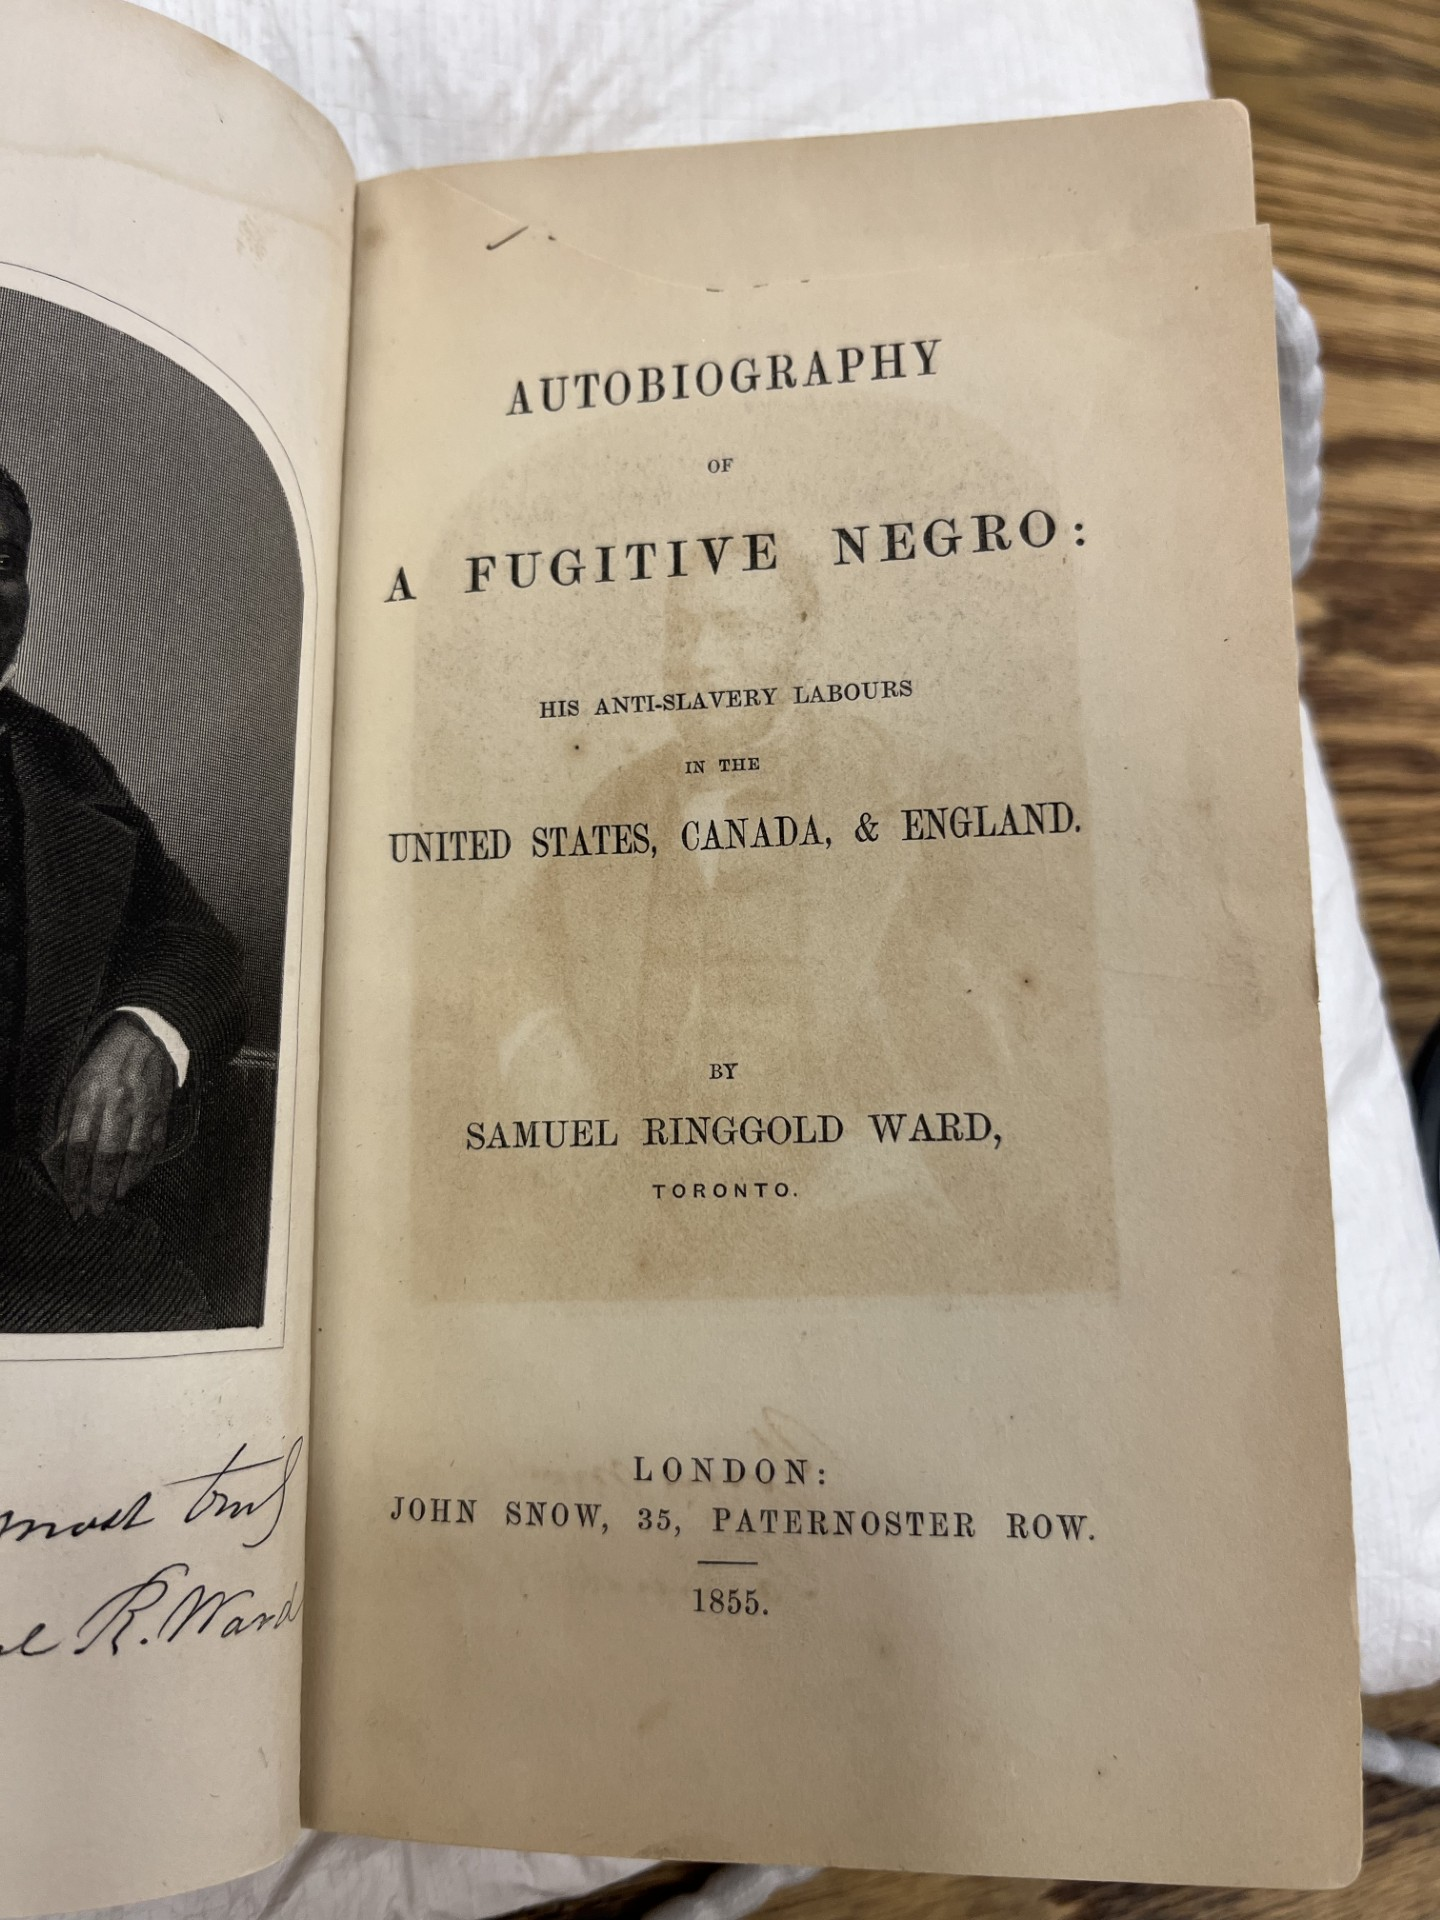 most truly
R. Ward
AUTOBIOGRAPHY
OF
A FUGITIVE NEGRO:
HIS ANTI-SLAVERY LABOURS
IN THE
UNITED STATES, CANADA, & ENGLAND.
BY
SAMUEL RINGGOLD WARD,
TORONTO.
LONDON:
JOHN SNOW, 35, PATERNOSTER ROW.
1855.